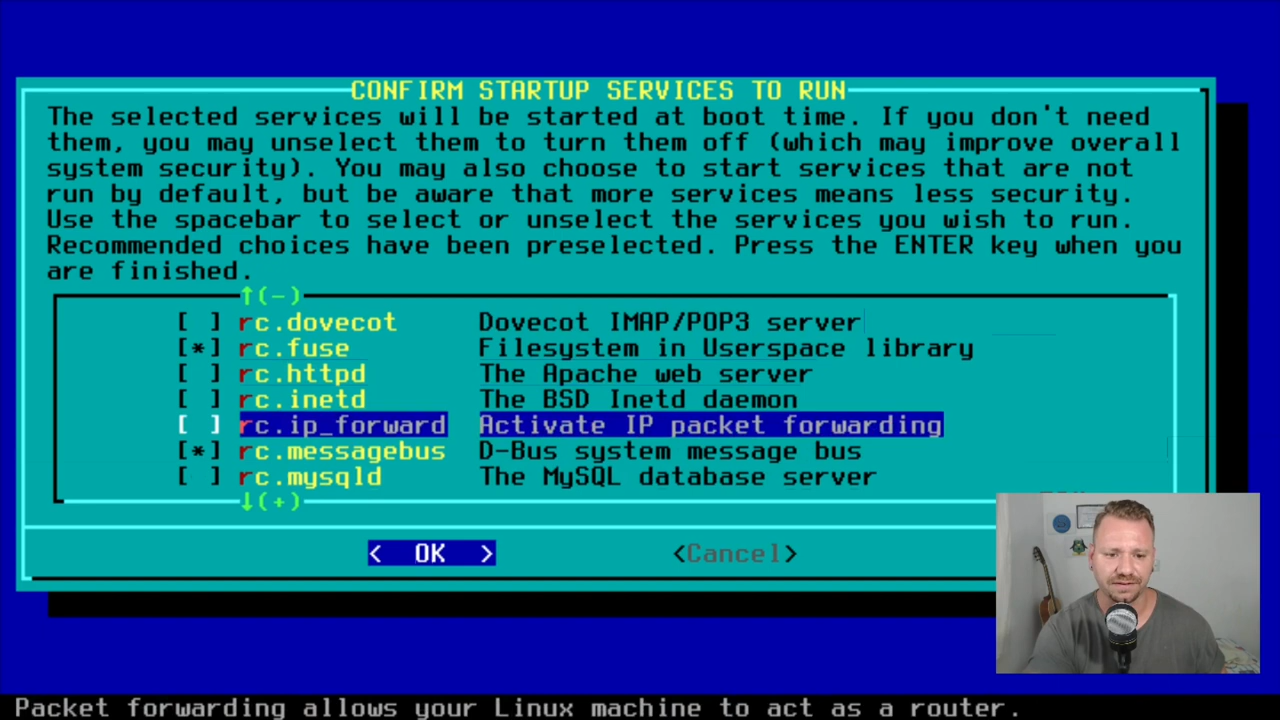 CONFIRM STARTUP SERVICES TO RUN
The selected services will be started at boot time. If you don't need
them, you may unselect them to turn them off (which may improve overall
system security). You may also choose to start services that are not
run by default, but be aware that more services means less security.
Use the spacebar to select or unselect the services you wish to run.
Recommended choices have been preselected. Press the ENTER key when you
are finished.
↑(-)
[ ] rc.dovecot Dovecot IMAP/POP3 server
[*] rc.fuse Filesystem in Userspace library
[ ] rc.httpd The Apache web server
[ ] rc.inetd The BSD Inetd daemon
[ ] rc.ip_forward Activate IP packet forwarding
[*] rc.messagebus D-Bus system message bus
[ ] rc.mysqld The MySQL database server
↓(+)
< OK > <Cancel>
Packet forwarding allows your Linux machine to act as a router.